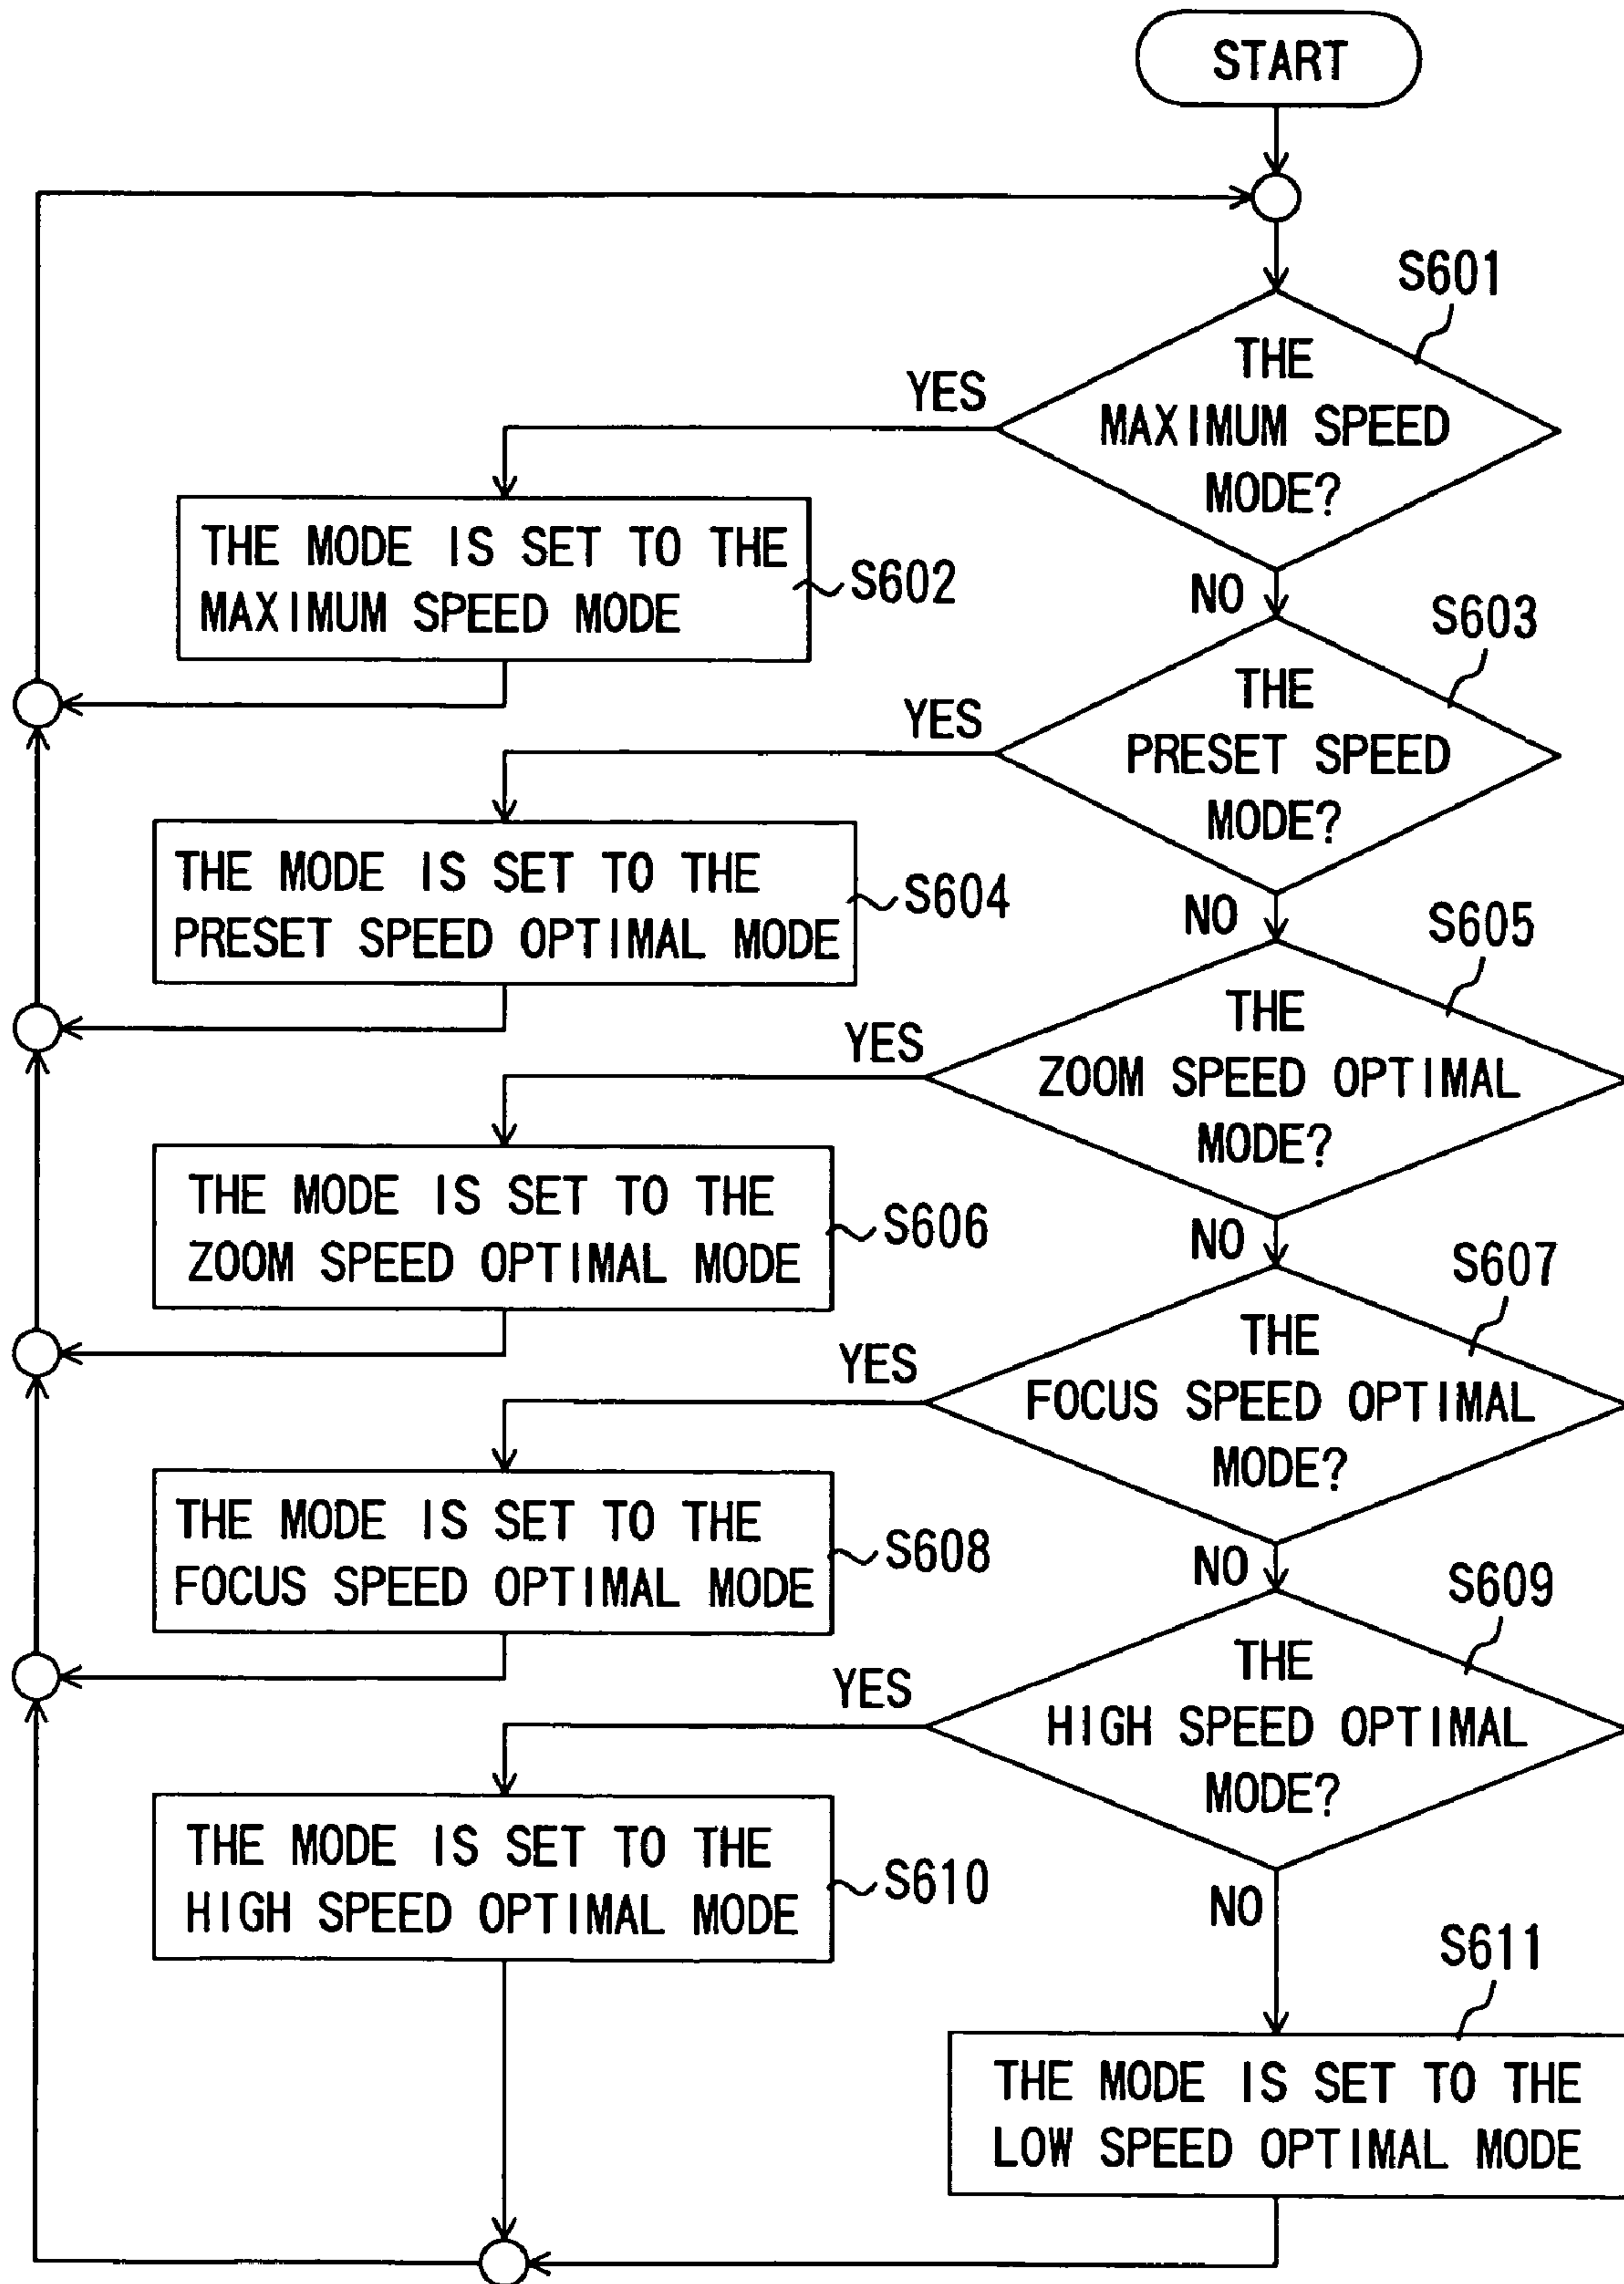 START
S601
THE
MAXIMUM SPEED
MODE?
YES
NO
THE MODE IS SET TO THE
MAXIMUM SPEED MODE
S602
S603
THE
PRESET SPEED
MODE?
YES
NO
THE MODE IS SET TO THE
PRESET SPEED OPTIMAL MODE
S604
S605
THE
ZOOM SPEED OPTIMAL
MODE?
YES
NO
THE MODE IS SET TO THE
ZOOM SPEED OPTIMAL MODE
S606
S607
THE
FOCUS SPEED OPTIMAL
MODE?
YES
NO
THE MODE IS SET TO THE
FOCUS SPEED OPTIMAL MODE
S608
S609
THE
HIGH SPEED OPTIMAL
MODE?
YES
NO
THE MODE IS SET TO THE
HIGH SPEED OPTIMAL MODE
S610
S611
THE MODE IS SET TO THE
LOW SPEED OPTIMAL MODE